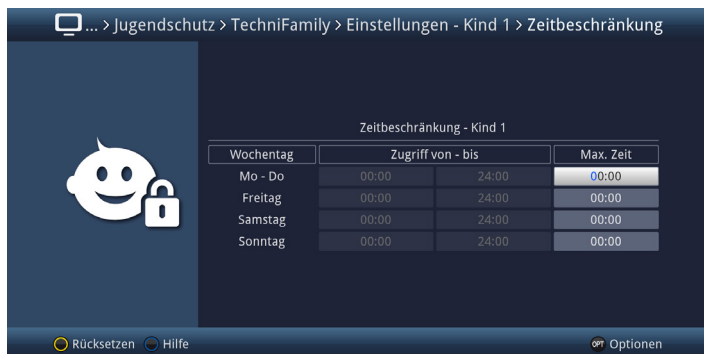 ... > Jugendschutz > TechniFamily > Einstellungen - Kind 1 > Zeitbeschränkung
Zeitbeschränkung - Kind 1
Wochentag Zugriff von - bis Max. Zeit
Mo - Do 00:00 24:00 00:00
Freitag 00:00 24:00 00:00
Samstag 00:00 24:00 00:00
Sonntag 00:00 24:00 00:00
Rücksetzen Hilfe OPT Optionen